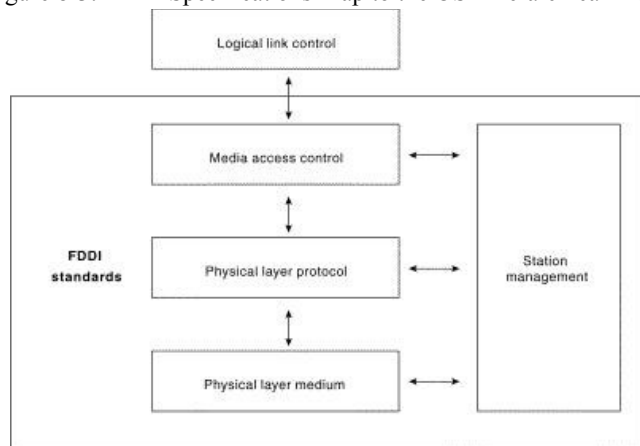 Logical link control
Media access control
FDDI
standards
Physical layer protocol
Station
management
Physical layer medium